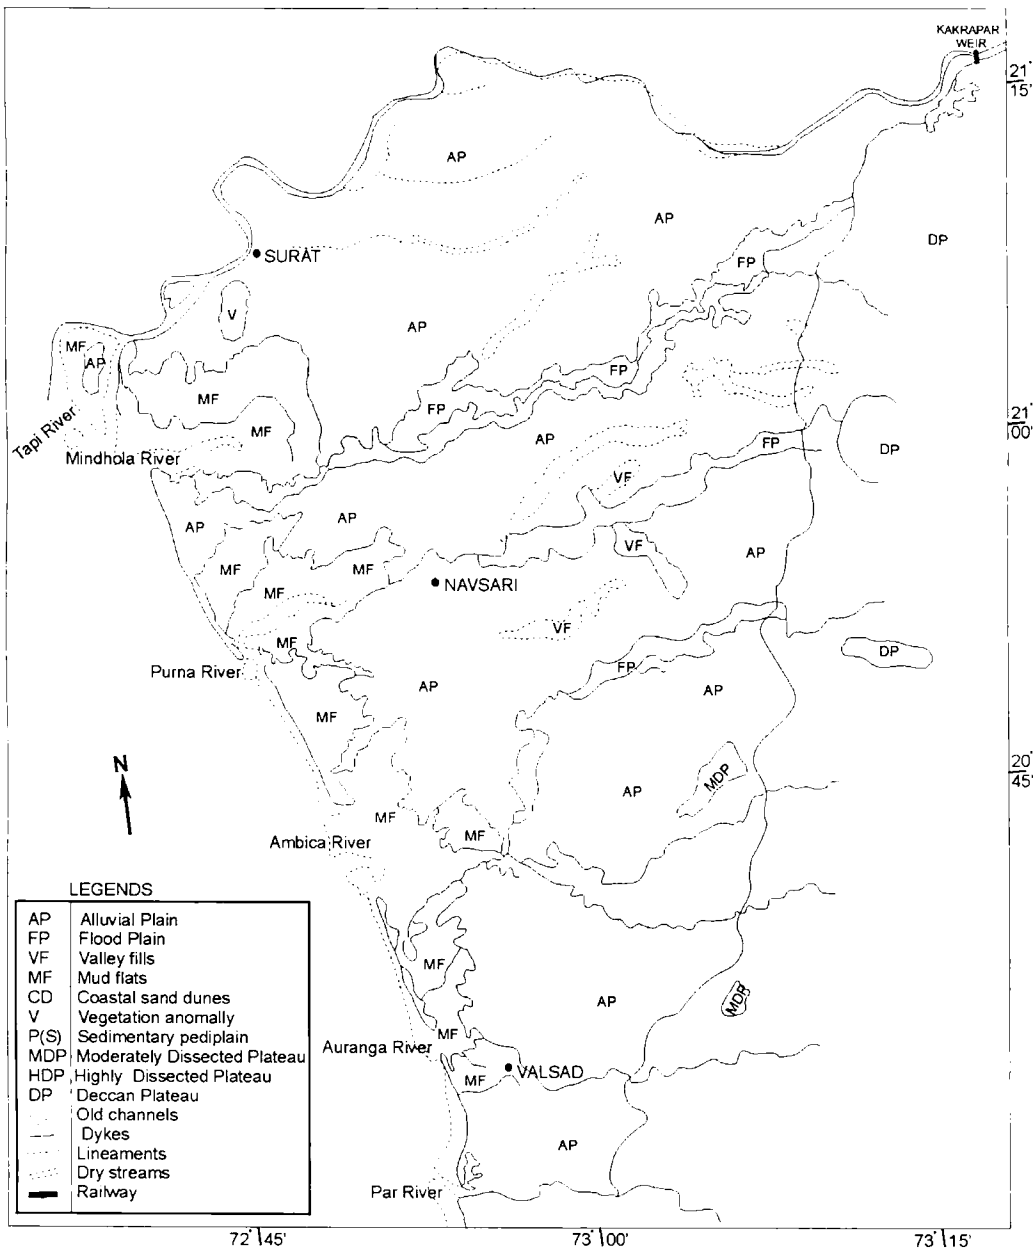 KAKRAPAR
WEIR
21°
15'
AP
AP
DP
SURAT
FP
V
AP
MF
AP
FP
MF
FP
Tapi River
MF
21°
00'
Mindhola River
AP
FP
DP
VF
AP
AP
VF
AP
MF
MF
MF
NAVSARI
VF
MF
DP
Purna River
FP
AP
AP
MF
20°
45'
MDP
AP
N
MF
MF
Ambica River
MF
AP
MDP
MF
Auranga River
VALSAD
MF
AP
Par River
LEGENDS
AP Alluvial Plain
FP Flood Plain
VF Valley fills
MF Mud flats
CD Coastal sand dunes
V Vegetation anomally
P(S) Sedimentary pediplain
MDP Moderately Dissected Plateau
HDP Highly Dissected Plateau
DP Deccan Plateau
Old channels
Dykes
Lineaments
Dry streams
Railway
72° 45' 73° 00' 73° 15'